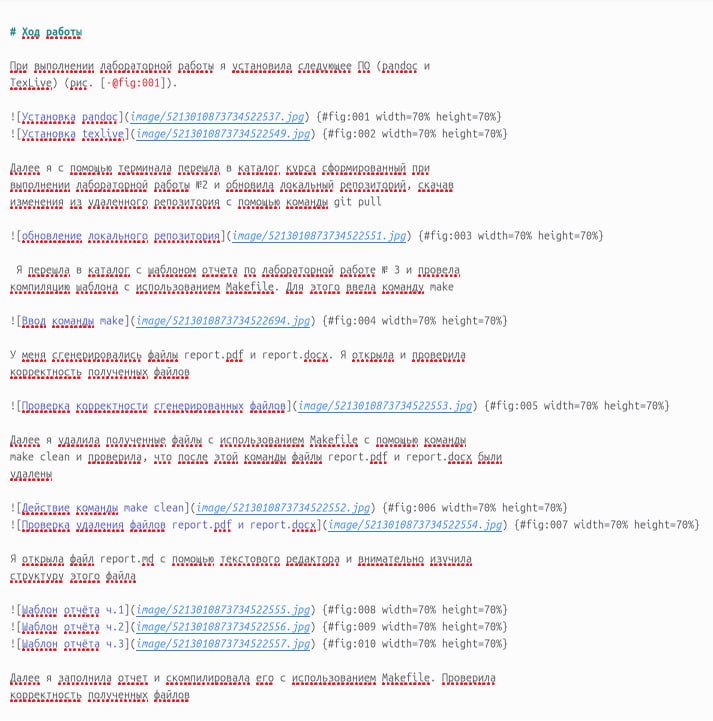 # Ход работы
При выполнении лабораторной работы я установила следующее ПО (pandoc и
TexLive) (рис. [-@fig:001]).
![Установка pandoc](image/5213010873734522537.jpg) {#fig:001 width=70% height=70%}
![Установка texlive](image/5213010873734522549.jpg) {#fig:002 width=70% height=70%}
Далее я с помощью терминала перешла в каталог курса сформированный при
выполнении лабораторной работы №2 и обновила локальный репозиторий, скачав
изменения из удаленного репозитория с помощью команды git pull
![обновление локального репозитория](image/5213010873734522551.jpg) {#fig:003 width=70% height=70%}
Я перешла в каталог с шаблоном отчета по лабораторной работе № 3 и провела
компиляцию шаблона с использованием Makefile. Для этого ввела команду make
![Ввод команды make](image/5213010873734522694.jpg) {#fig:004 width=70% height=70%}
У меня сгенерировались файлы report.pdf и report.docx. Я открыла и проверила
корректность полученных файлов
![Проверка корректности сгенерированных файлов](image/5213010873734522553.jpg) {#fig:005 width=70% height=70%}
Далее я удалила полученные файлы с использованием Makefile с помощью команды
make clean и проверила, что после этой команды файлы report.pdf и report.docx были
удалены
![Действие команды make clean](image/5213010873734522552.jpg) {#fig:006 width=70% height=70%}
![Проверка удаления файлов report.pdf и report.docx](image/5213010873734522554.jpg) {#fig:007 width=70% height=70%}
Я открыла файл report.md с помощью текстового редактора и внимательно изучила
структуру этого файла
![Шаблон отчёта ч.1](image/5213010873734522555.jpg) {#fig:008 width=70% height=70%}
![Шаблон отчёта ч.2](image/5213010873734522556.jpg) {#fig:009 width=70% height=70%}
![Шаблон отчёта ч.3](image/5213010873734522557.jpg) {#fig:010 width=70% height=70%}
Далее я заполнила отчет и скомпилировала его с использованием Makefile. Проверила
корректность полученных файлов